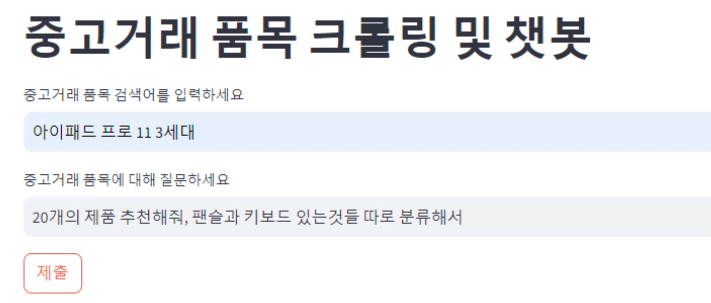 중고거래 품목 크롤링 및 챗봇
중고거래 품목 검색어를 입력하세요
아이패드 프로 11 3세대
중고거래 품목에 대해 질문하세요
20개의 제품 추천해줘, 팬슬과 키보드 있는것들 따로 분류해서
제출